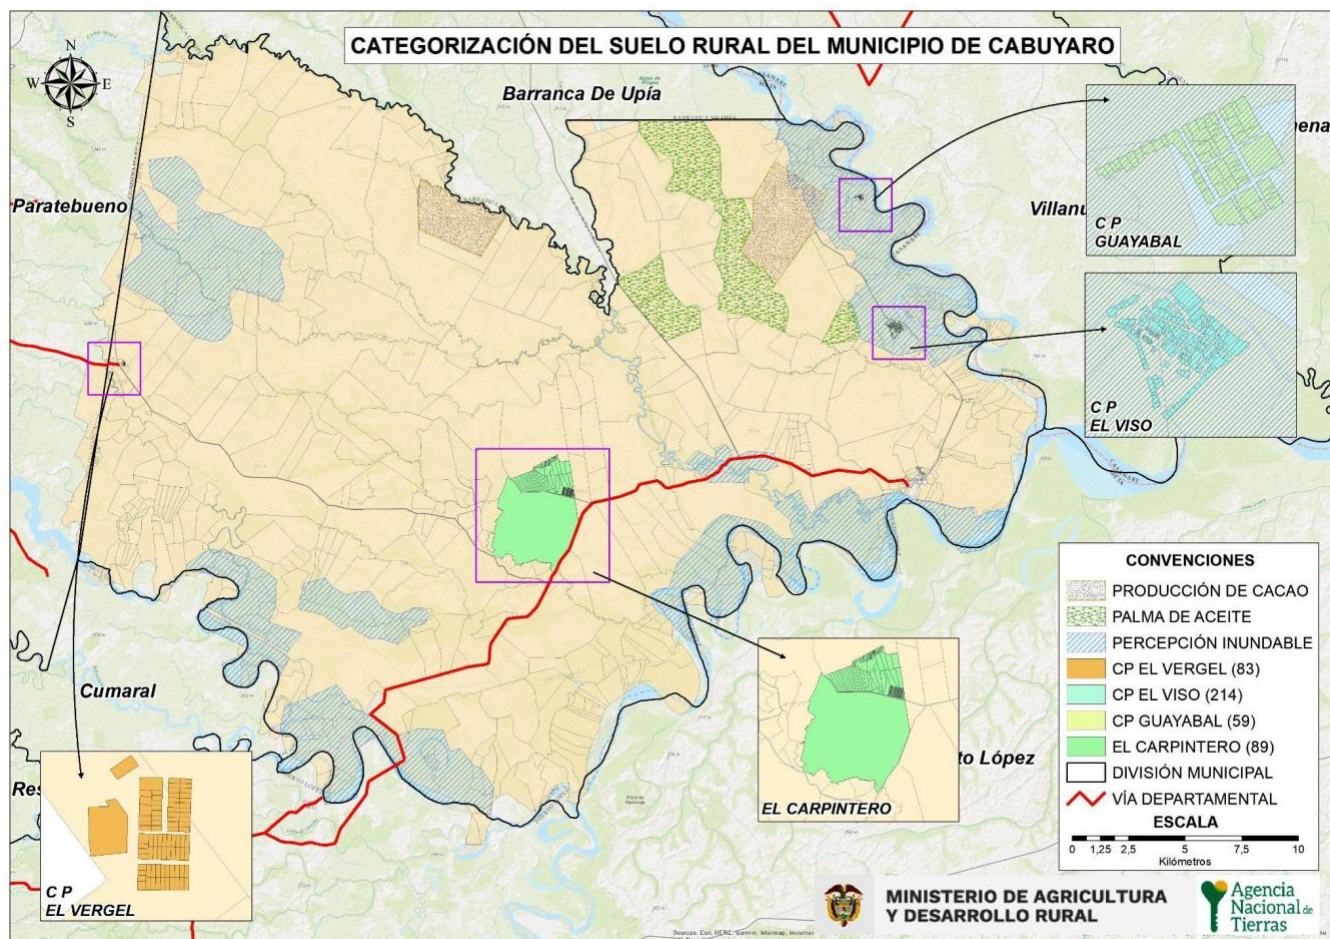 CATEGORIZACIÓN DEL SUELO RURAL DEL MUNICIPIO DE CABUYARO
N
W E
S
Barranca De Upía
Paratebueno
Villanu
ena
C P
GUAYABAL
C P
EL VISO
Cumaral
Res
C P
EL VERGEL
EL CARPINTERO
to López
CONVENCIONES
PRODUCCIÓN DE CACAO
PALMA DE ACEITE
PERCEPCIÓN INUNDABLE
CP EL VERGEL (83)
CP EL VISO (214)
CP GUAYABAL (59)
EL CARPINTERO (89)
DIVISIÓN MUNICIPAL
VÍA DEPARTAMENTAL
ESCALA
0 1,25 2,5 5 7,5 10
Kilómetros
MINISTERIO DE AGRICULTURA
Y DESARROLLO RURAL
Agencia
Nacional de
Tierras